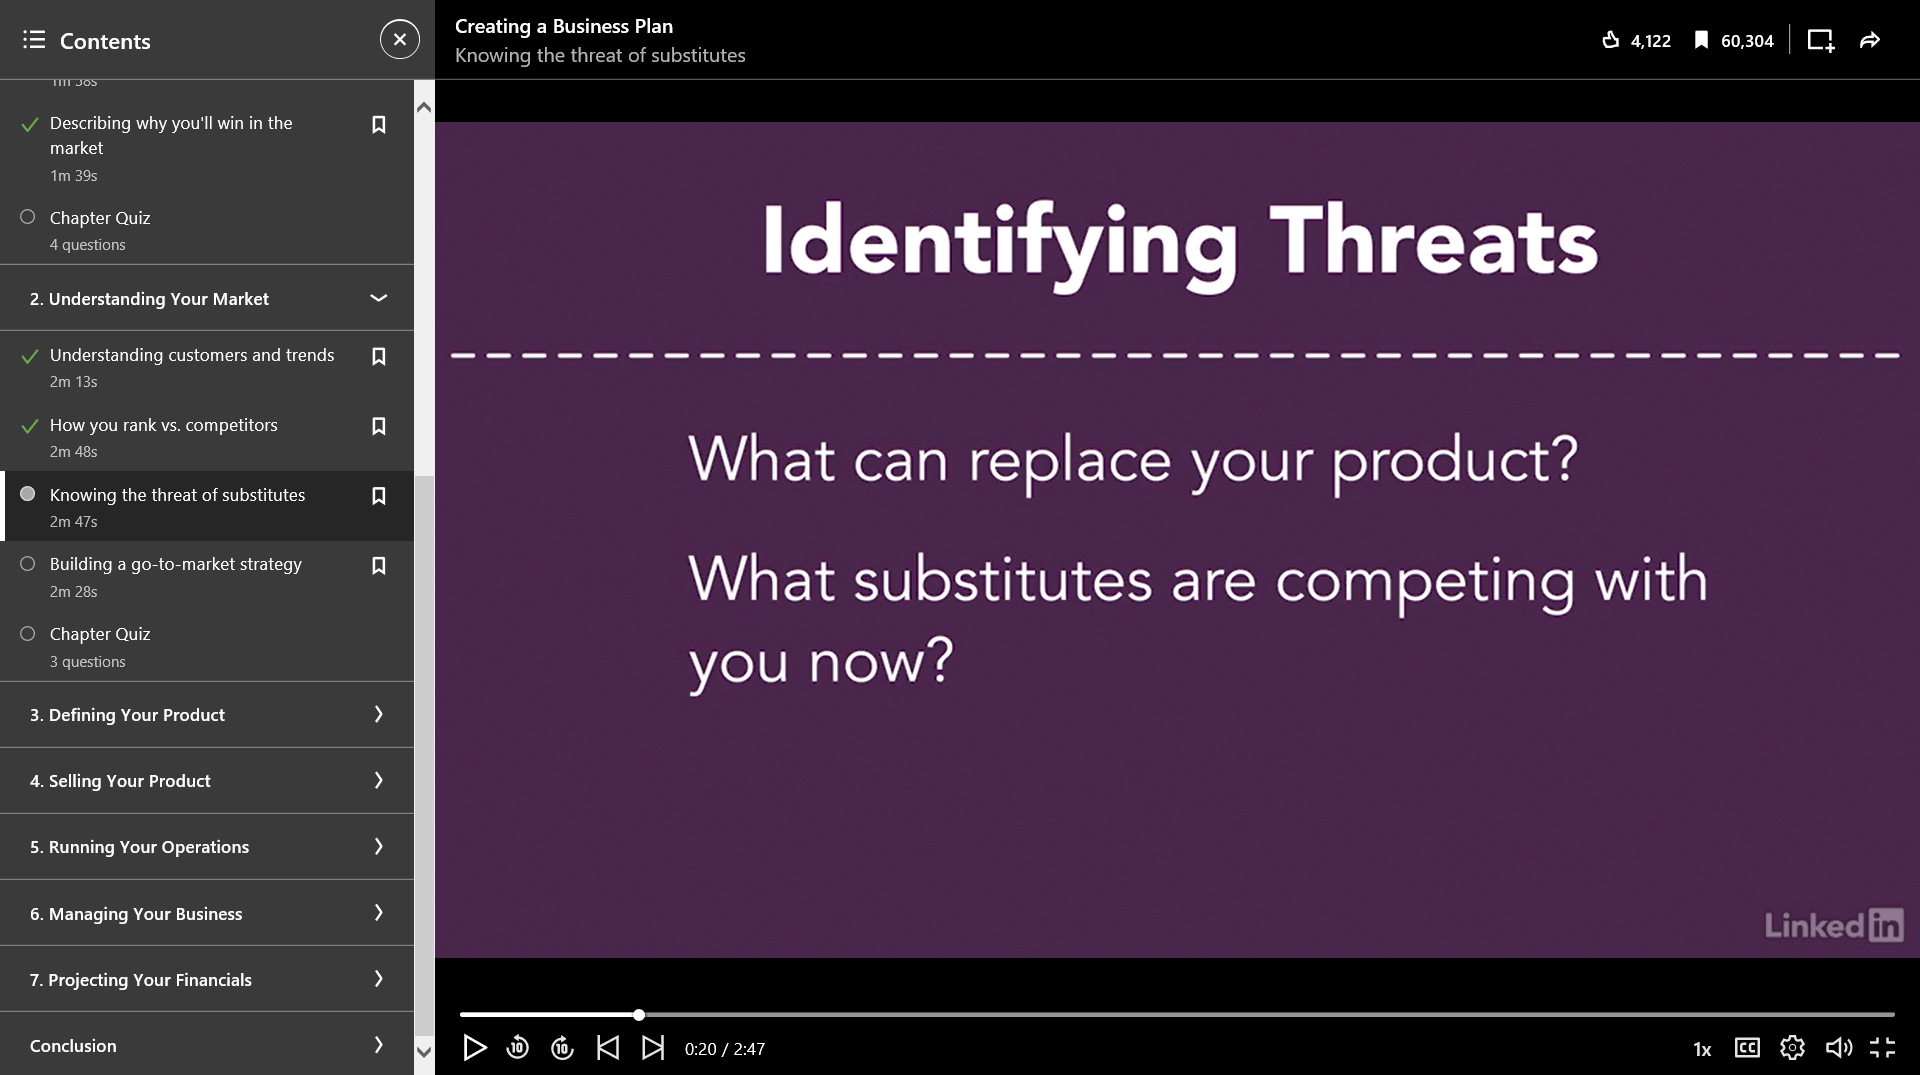 Contents
1m 38s
Describing why you'll win in the
market
1m 39s
Chapter Quiz
4 questions
2. Understanding Your Market
Understanding customers and trends
2m 13s
How you rank vs. competitors
2m 48s
Knowing the threat of substitutes
2m 47s
Building a go-to-market strategy
2m 28s
Chapter Quiz
3 questions
3. Defining Your Product
4. Selling Your Product
5. Running Your Operations
6. Managing Your Business
7. Projecting Your Financials
Conclusion
Creating a Business Plan
Knowing the threat of substitutes
4,122
60,304
Identifying Threats
What can replace your product?
What substitutes are competing with
you now?
Linked in
10
10
0:20 / 2:47
1x
CC